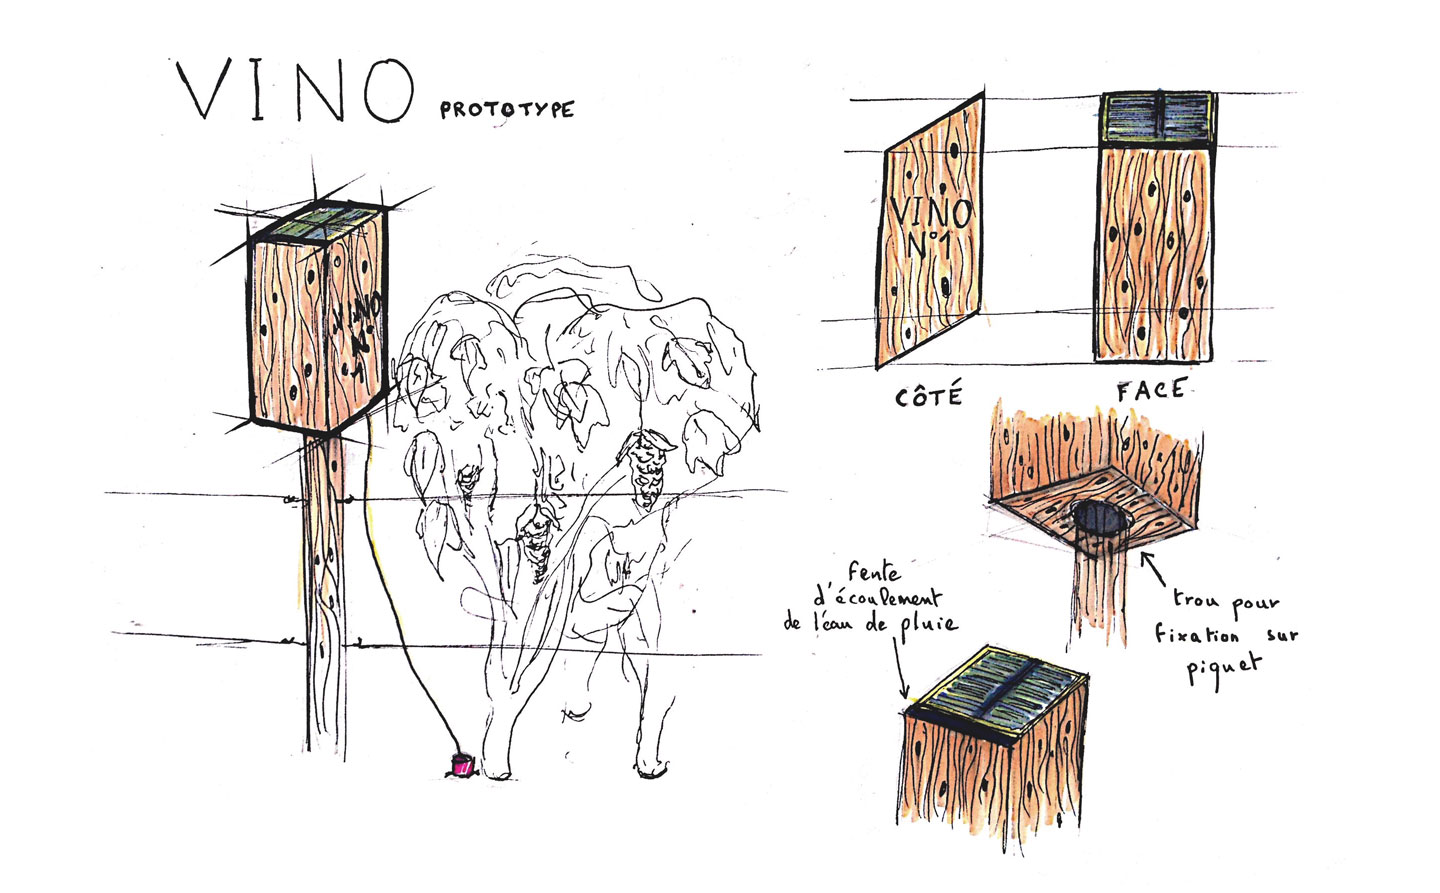 VINO PROTOTYPE
VINO
N°
1
VINO
N°1
CÔTÉ
FACE
fente
d'écoulement
de l'eau de pluie
trou pour
fixation sur
piquet